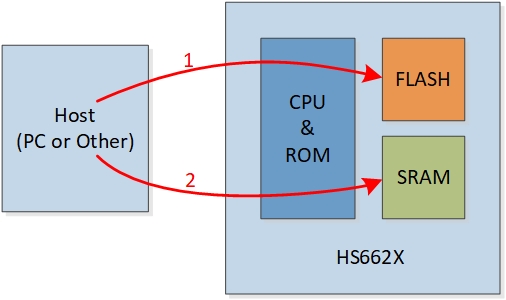 Host
(PC or Other)
1
2
CPU
&
ROM
FLASH
SRAM
HS662X